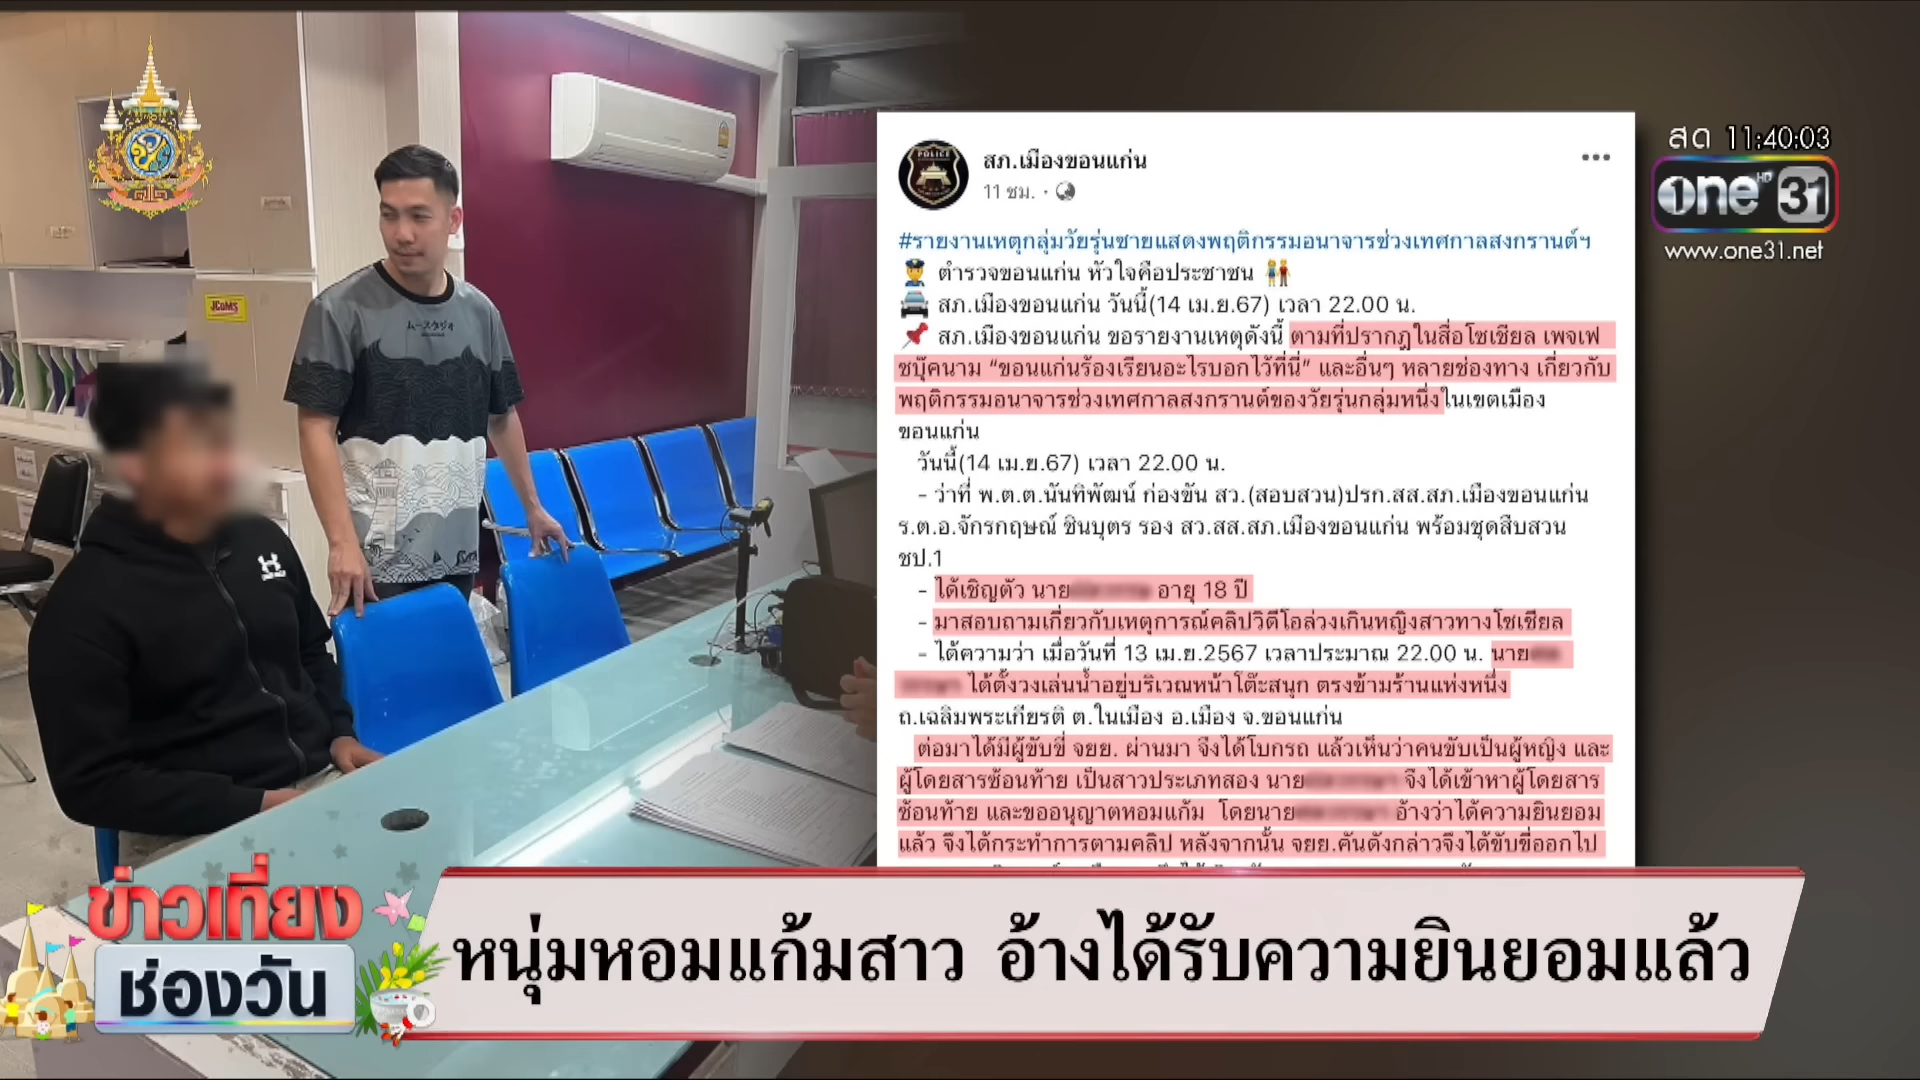 สด 11:40:03
one HD 31
www.one31.net
JCoMS
POLICE
สภ.เมืองขอนแก่น
11 ชม.
#รายงานเหตุกลุ่มวัยรุ่นชายแสดงพฤติกรรมอนาจารช่วงเทศกาลสงกรานต์ฯ
👮 ตำรวจขอนแก่น หัวใจคือประชาชน 👫
🚔 สภ.เมืองขอนแก่น วันนี้(14 เม.ย.67) เวลา 22.00 น.
📌 สภ.เมืองขอนแก่น ขอรายงานเหตุดังนี้ ตามที่ปรากฏในสื่อโซเชียล เพจเฟ
ซบุ๊คนาม “ขอนแก่นร้องเรียนอะไรบอกไว้ที่นี่” และอื่นๆ หลายช่องทาง เกี่ยวกับ
พฤติกรรมอนาจารช่วงเทศกาลสงกรานต์ของวัยรุ่นกลุ่มหนึ่งในเขตเมือง
ขอนแก่น
วันนี้(14 เม.ย.67) เวลา 22.00 น.
- ว่าที่ พ.ต.ต.นันทิพัฒน์ ก่องขัน สว.(สอบสวน)ปรก.สส.สภ.เมืองขอนแก่น
ร.ต.อ.จักรกฤษณ์ ชินบุตร รอง สว.สส.สภ.เมืองขอนแก่น พร้อมชุดสืบสวน
ชป.1
- ได้เชิญตัว นาย อายุ 18 ปี
- มาสอบถามเกี่ยวกับเหตุการณ์คลิปวิดีโอล่วงเกินหญิงสาวทางโซเชียล
- ได้ความว่า เมื่อวันที่ 13 เม.ย.2567 เวลาประมาณ 22.00 น. นาย
ได้ตั้งวงเล่นน้ำอยู่บริเวณหน้าโต๊ะสนุก ตรงข้ามร้านแห่งหนึ่ง
ถ.เฉลิมพระเกียรติ ต.ในเมือง อ.เมือง จ.ขอนแก่น
ต่อมาได้มีผู้ขับขี่ จยย. ผ่านมา จึงได้โบกรถ แล้วเห็นว่าคนขับเป็นผู้หญิง และ
ผู้โดยสารซ้อนท้าย เป็นสาวประเภทสอง นาย จึงได้เข้าหาผู้โดยสาร
ซ้อนท้าย และขออนุญาตหอมแก้ม โดยนาย อ้างว่าได้ความยินยอม
แล้ว จึงได้กระทำการตามคลิป หลังจากนั้น จยย.คันดังกล่าวจึงได้ขับขี่ออกไป
ข่าวเที่ยง
ช่องวัน
หนุ่มหอมแก้มสาว อ้างได้รับความยินยอมแล้ว